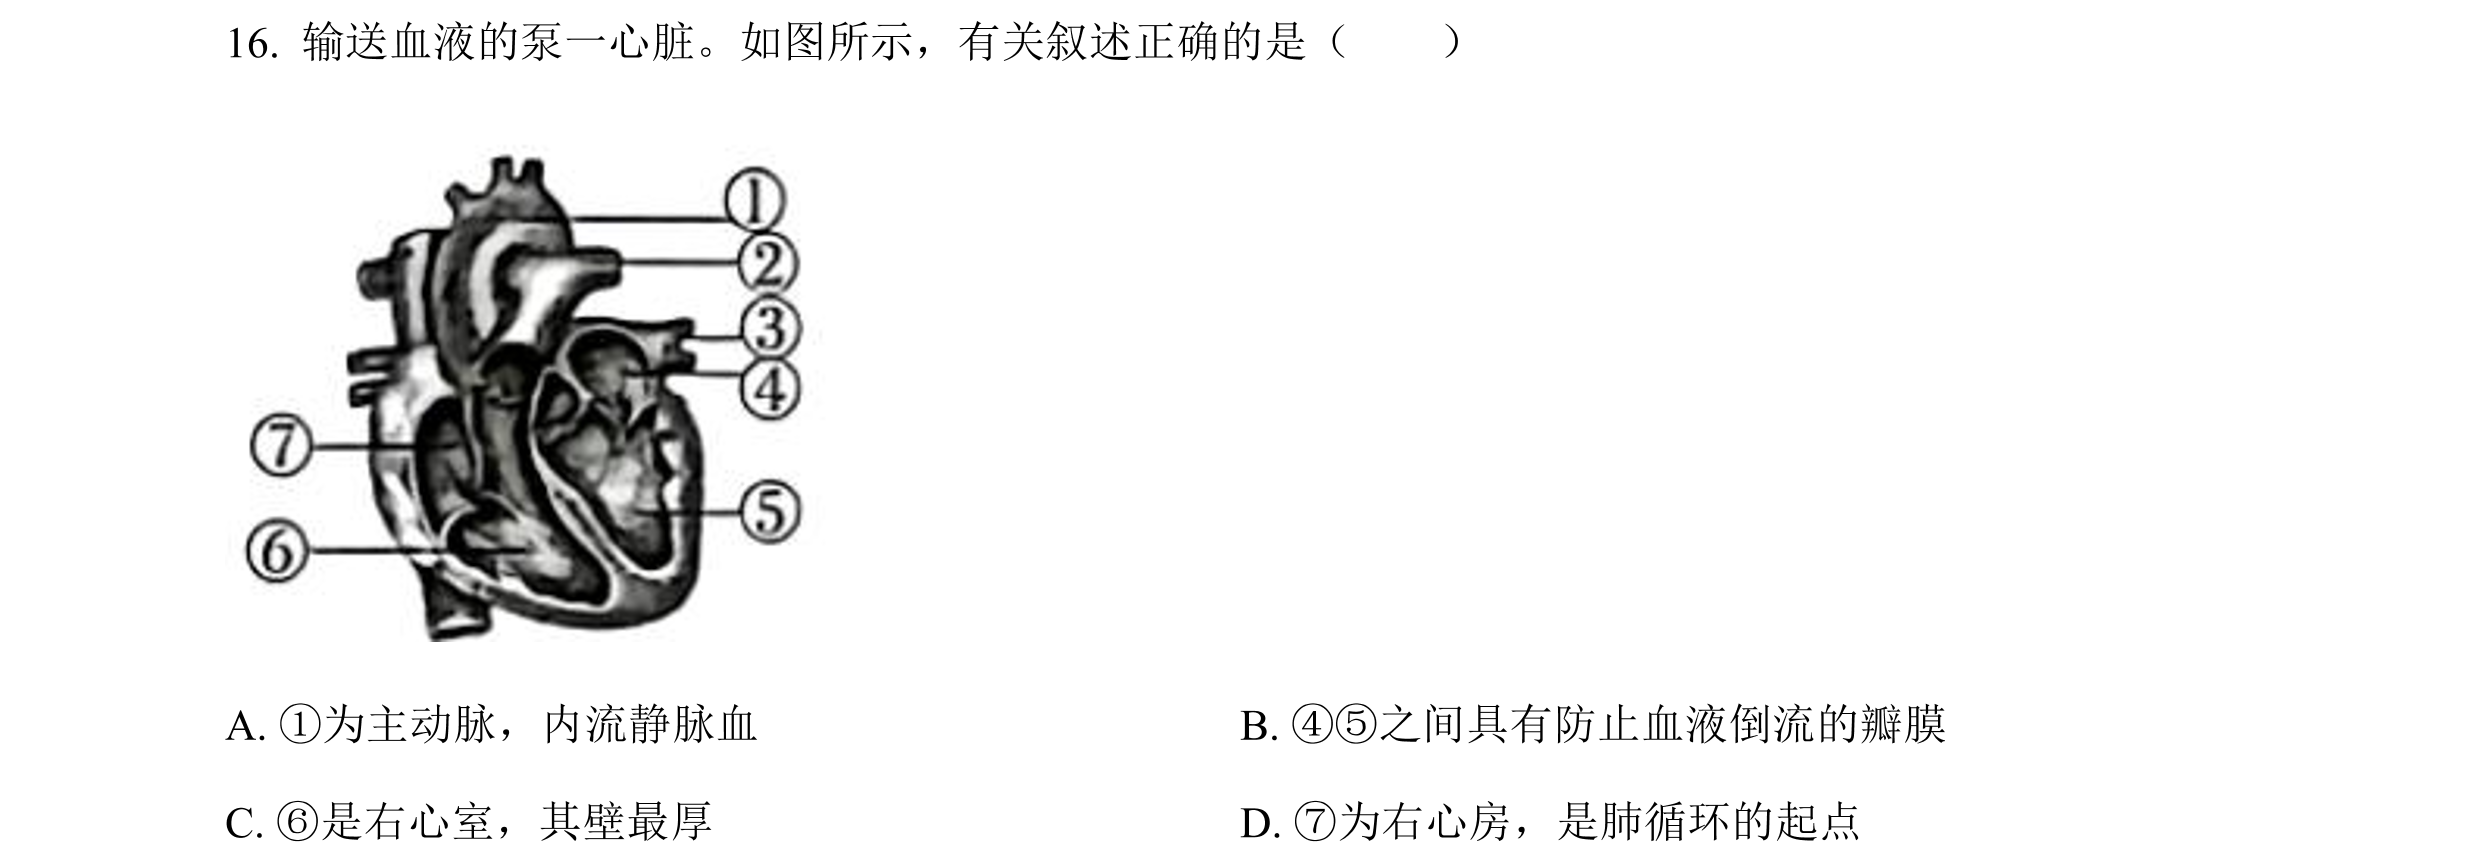 16. 输送血液的泵一心脏。如图所示，有关叙述正确的是（　　）
①
②
③
④
⑦
⑤
⑥
A. ①为主动脉，内流静脉血
B. ④⑤之间具有防止血液倒流的瓣膜
C. ⑥是右心室，其壁最厚
D. ⑦为右心房，是肺循环的起点